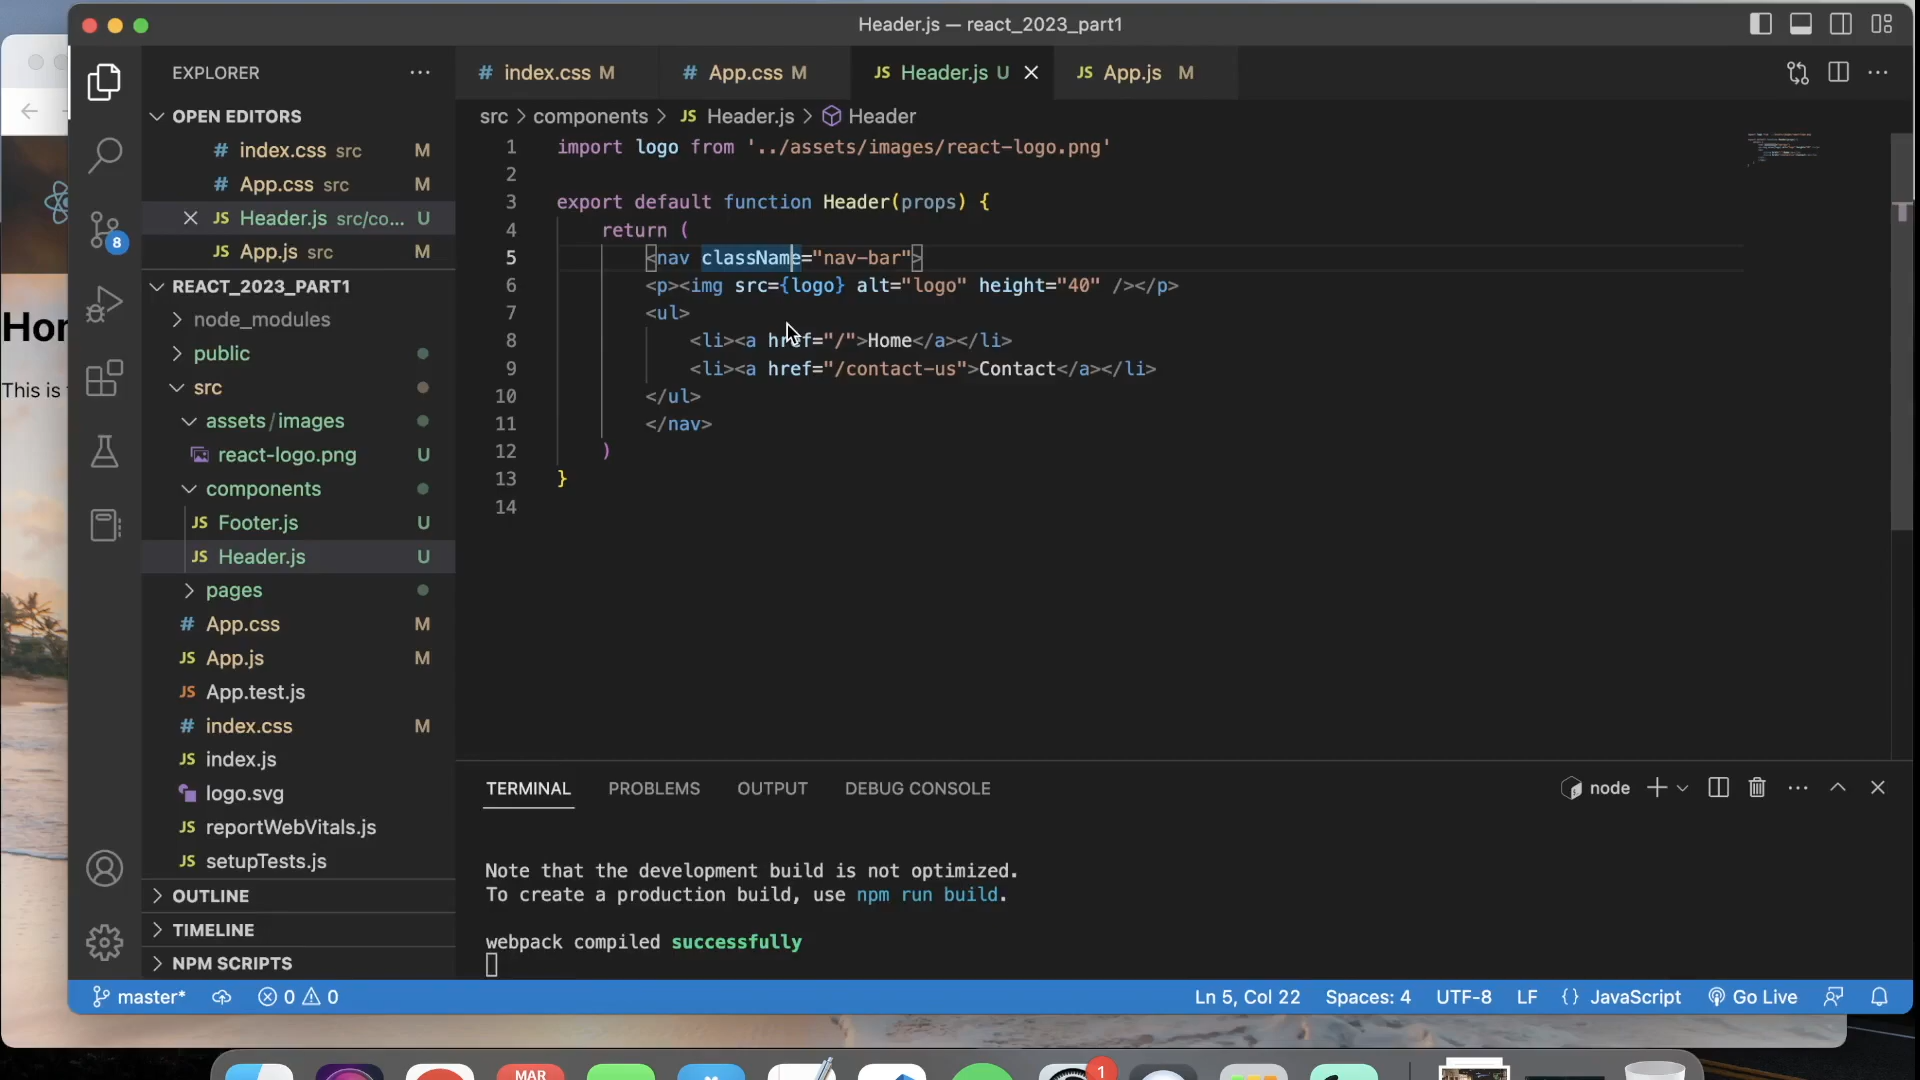 Header.js — react_2023_part1
EXPLORER
OPEN EDITORS
# index.css src M
# App.css src M
JS Header.js src/co... U
JS App.js src M
REACT_2023_PART1
node_modules
public
src
assets/images
react-logo.png U
components
JS Footer.js U
JS Header.js U
pages
# App.css M
JS App.js M
JS App.test.js
# index.css M
JS index.js
logo.svg
JS reportWebVitals.js
JS setupTests.js
OUTLINE
TIMELINE
NPM SCRIPTS
8
# index.css M # App.css M JS Header.js U JS App.js M
src > components > JS Header.js > Header
1 import logo from '../assets/images/react-logo.png'
2
3 export default function Header(props) {
4 return (
5 <nav className="nav-bar">
6 <p><img src={logo} alt="logo" height="40" /></p>
7 <ul>
8 <li><a href="/">Home</a></li>
9 <li><a href="/contact-us">Contact</a></li>
10 </ul>
11 </nav>
12 )
13 }
14
TERMINAL PROBLEMS OUTPUT DEBUG CONSOLE node
Note that the development build is not optimized.
To create a production build, use npm run build.
webpack compiled successfully
master* 0 0 Ln 5, Col 22 Spaces: 4 UTF-8 LF {} JavaScript Go Live
This is
MAR
1